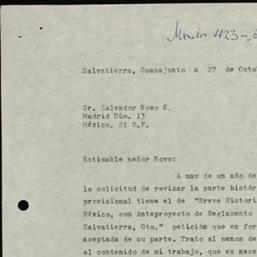 423
Salvatierra, Guanajuato a 27 de Octu
Sr. Salvador Novo E.
Madrid Núm. 13
México, 21 D.F.
Estimable señor Novo:
A mas de un año de
la solicitud de revisar la parte histór
provisional tiene el de "Breve Histori
México, con Anteproyecto de Reglamento
Salvatierra, Gto." petición que en for
aceptada de su parte. Trato al menos de
el contenido de mi trabajo, que es nece